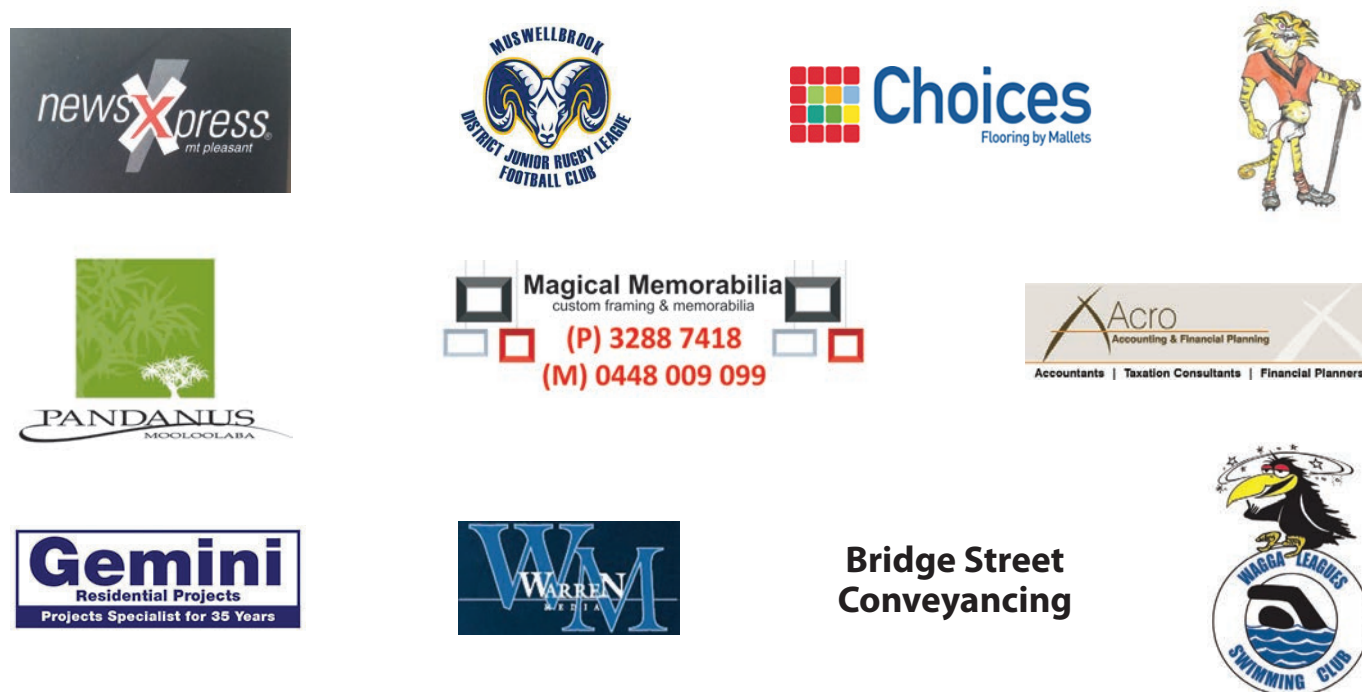 newsXpress®
mt pleasant
MUSWELLBROOK
DISTRICT JUNIOR RUGBY LEAGUE
FOOTBALL CLUB
Choices
Flooring by Mallets
PANDANUS
MOOLOOLABA
Magical Memorabilia
custom framing & memorabilia
(P) 3288 7418
(M) 0448 009 099
Acro
Accounting & Financial Planning
Accountants | Taxation Consultants | Financial Planners
Gemini
Residential Projects
Projects Specialist for 35 Years
WM
WARREN
MEDIA
Bridge Street
Conveyancing
WAGGA LEAGUES
SWIMMING CLUB